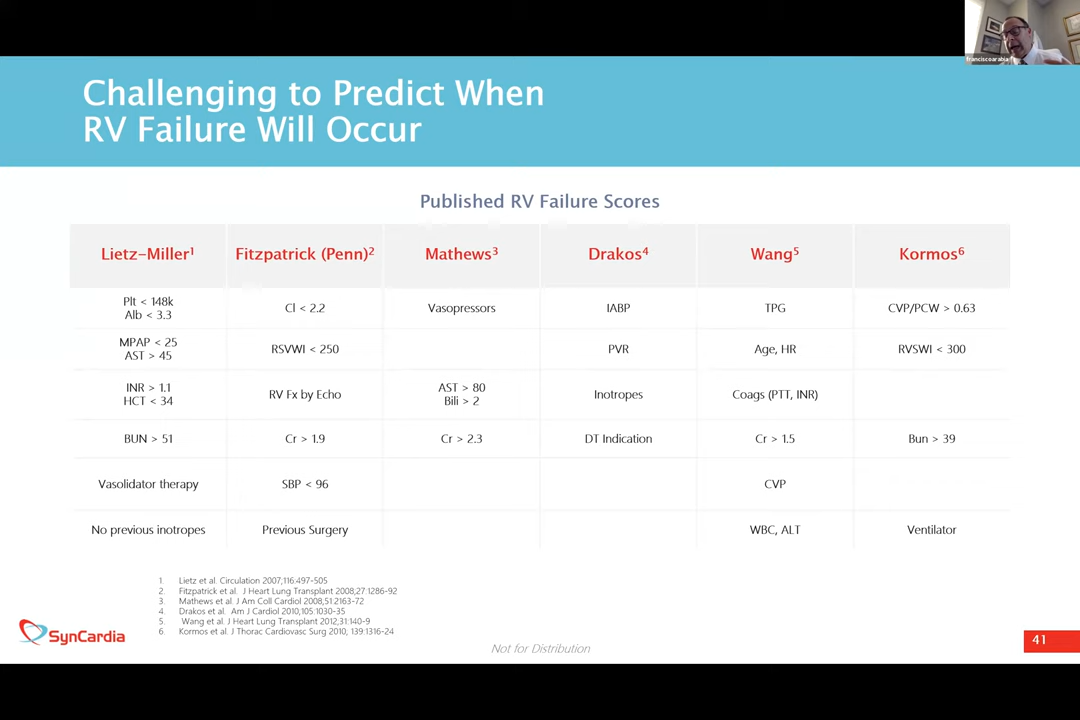 franciscoarabia
Challenging to Predict When
RV Failure Will Occur
Published RV Failure Scores
Lietz-Miller1 Fitzpatrick (Penn)2 Mathews3 Drakos4 Wang5 Kormos6
Plt < 148k
Alb < 3.3
Cl < 2.2 Vasopressors IABP TPG CVP/PCW > 0.63
MPAP < 25
AST > 45
RSVWI < 250 PVR Age, HR RVSWI < 300
INR > 1.1
HCT < 34
RV Fx by Echo
AST > 80
Bili > 2
Inotropes Coags (PTT, INR)
BUN > 51 Cr > 1.9 Cr > 2.3 DT Indication Cr > 1.5 Bun > 39
Vasolidator therapy SBP < 96 CVP
No previous inotropes Previous Surgery WBC, ALT Ventilator
1. Lietz et al. Circulation 2007,116:497-505
2. Fitzpatrick et al. J Heart Lung Transplant 2008;27:1286-92
3. Mathews et al. J Am Coll Cardiol 2008,51:2163-72
4. Drakos et al. Am J Cardiol 2010;105:1030-35
5. Wang et al. J Heart Lung Transplant 2012,31:140-9
6. Kormos et al. J Thorac Cardiovasc Surg 2010, 139:1316-24
SynCardia
Not for Distribution
41